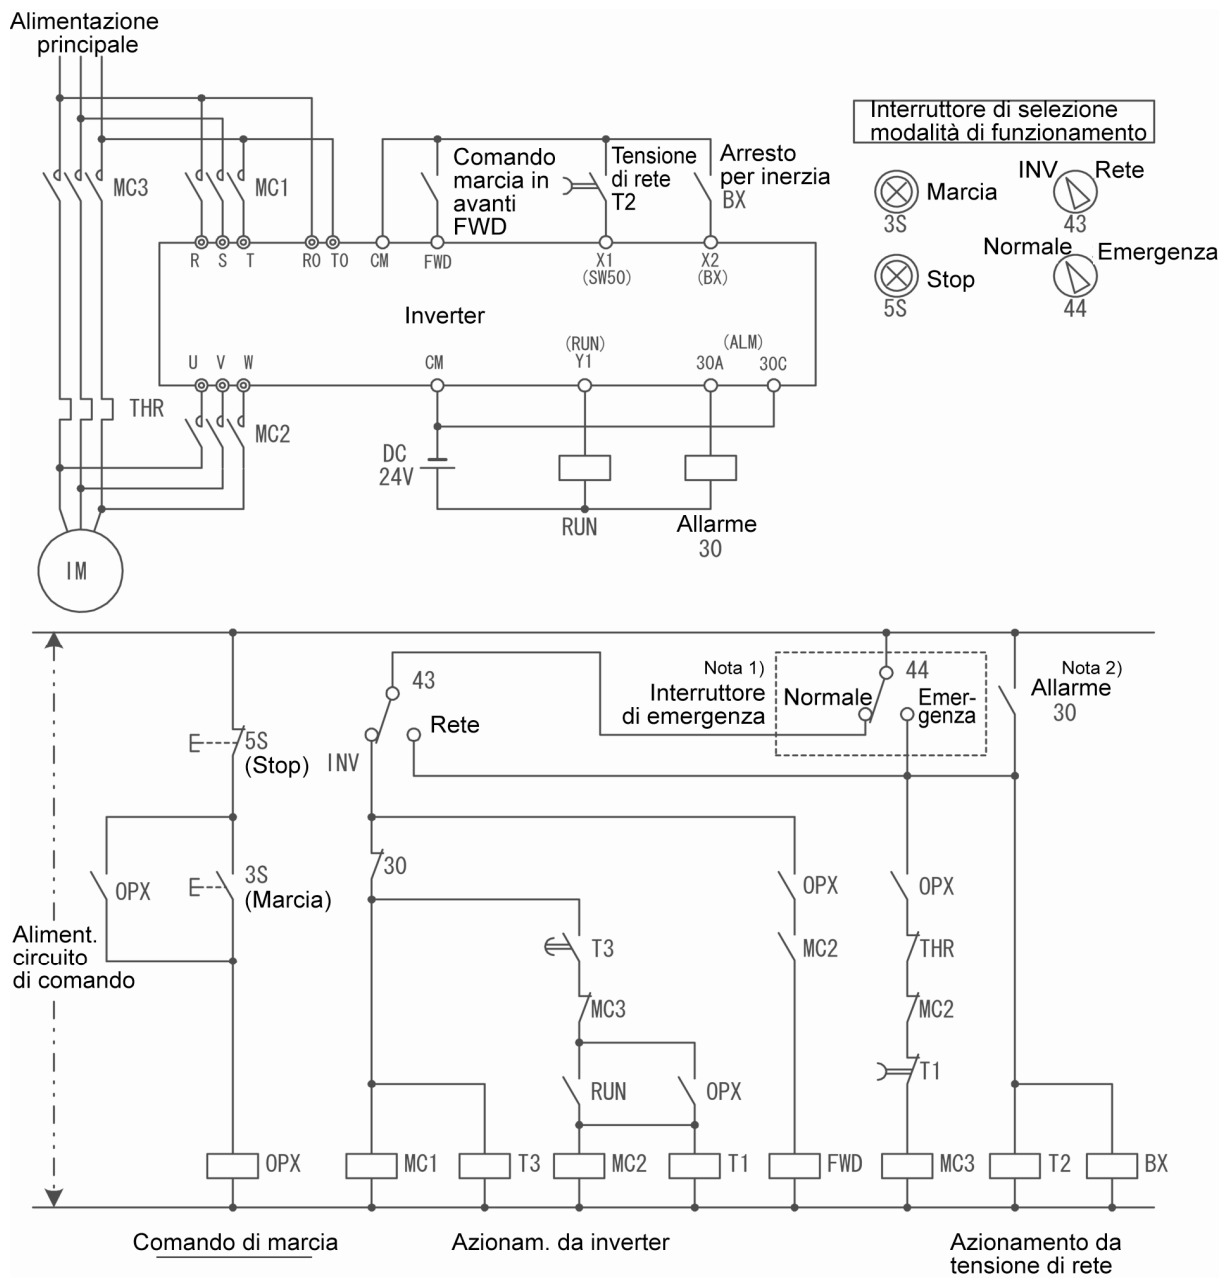 Alimentazione
principale
MC3
MC1
Comando
marcia in
avanti
FWD
Tensione
di rete
T2
Arresto
per inerzia
BX
Interruttore di selezione
modalità di funzionamento
Marcia
3S
INV
Rete
43
Stop
5S
Normale
Emergenza
44
R
S
T
R0
T0
CM
FWD
X1
(SW50)
X2
(BX)
Inverter
U
V
W
CM
(RUN)
Y1
(ALM)
30A
30C
THR
MC2
DC
24V
RUN
Allarme
30
IM
Aliment.
circuito
di comando
5S
(Stop)
OPX
3S
(Marcia)
OPX
43
INV
Rete
30
Nota 1)
Interruttore
di emergenza
Normale
44
Emer-
genza
Nota 2)
Allarme
30
T3
MC3
RUN
OPX
OPX
MC2
OPX
THR
MC2
T1
MC1
T3
MC2
T1
FWD
MC3
T2
BX
Comando di marcia
Azionam. da inverter
Azionamento da
tensione di rete